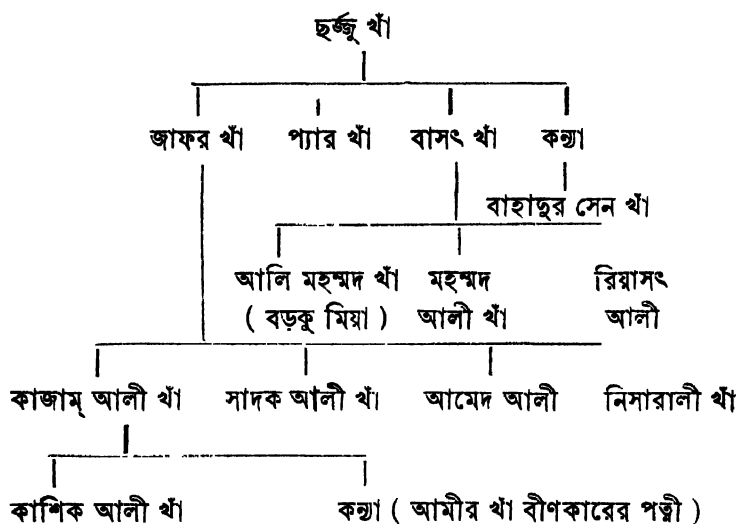 ছর্জ্জু খাঁ
জাফর খাঁ প্যার খাঁ বাসৎ খাঁ কন্যা
বাহাদুর সেন খাঁ
আলি মহম্মদ খাঁ মহম্মদ রিয়াসৎ
( বড়কু মিয়া ) আলী খাঁ আলী
কাজাম্ আলী খাঁ সাদক আলী খাঁ আমেদ আলী নিসারালী খাঁ
কাশিক আলী খাঁ কন্যা ( আমীর খাঁ বীণকারের পত্নী )